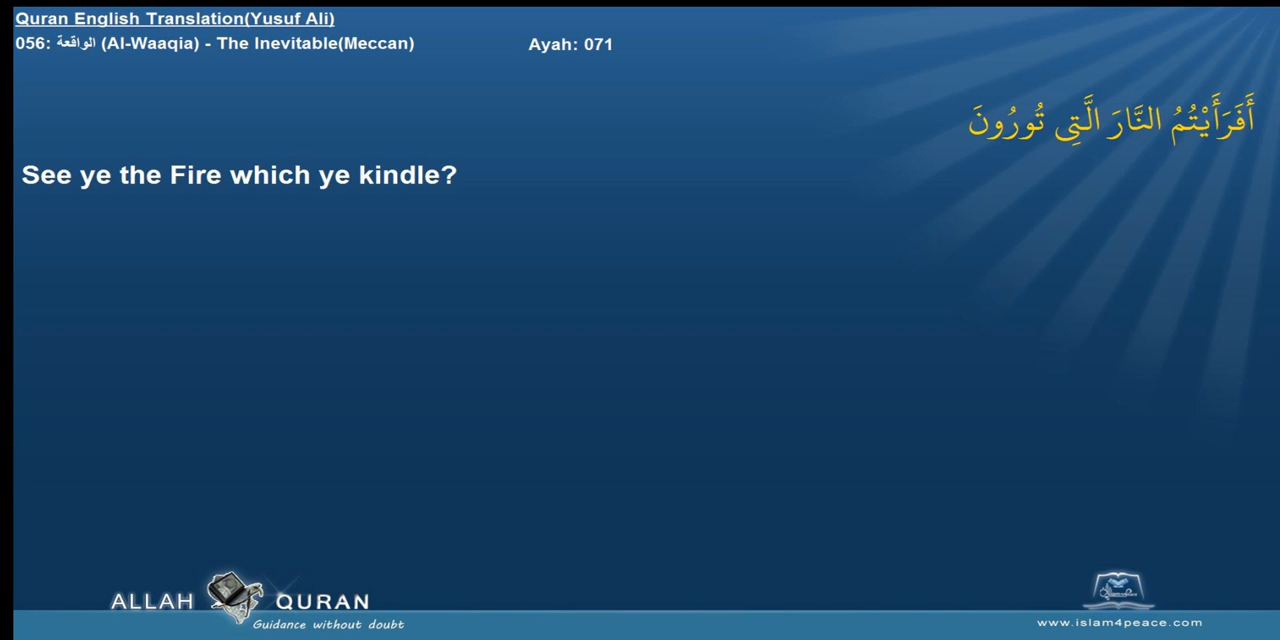 Quran English Translation(Yusuf Ali)
056: الواقعة (Al-Waaqia) - The Inevitable(Meccan) Ayah: 071
أَفَرَأَيْتُمُ النَّارَ الَّتِي تُورُونَ
See ye the Fire which ye kindle?
ALLAH QURAN
Guidance without doubt
www.islam4peace.com